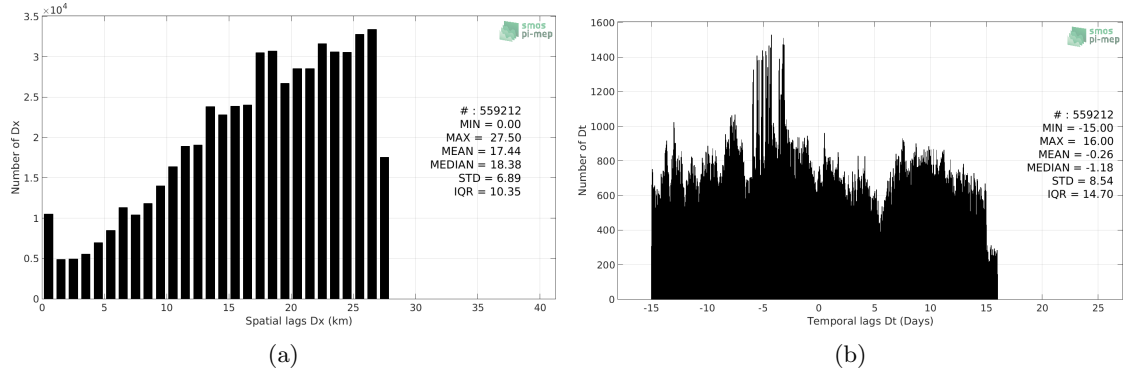 ×10⁴
3.5
3
2.5
2
1.5
1
0.5
0
Number of Dx
0 5 10 15 20 25 30 35 40
Spatial lags Dx (km)
smos
pi-mep
# : 559212
MIN = 0.00
MAX = 27.50
MEAN = 17.44
MEDIAN = 18.38
STD = 6.89
IQR = 10.35
(a)
1600
1400
1200
1000
800
600
400
200
0
Number of Dt
-15 -10 -5 0 5 10 15 20 25
Temporal lags Dt (Days)
smos
pi-mep
# : 559212
MIN = -15.00
MAX = 16.00
MEAN = -0.26
MEDIAN = -1.18
STD = 8.54
IQR = 14.70
(b)